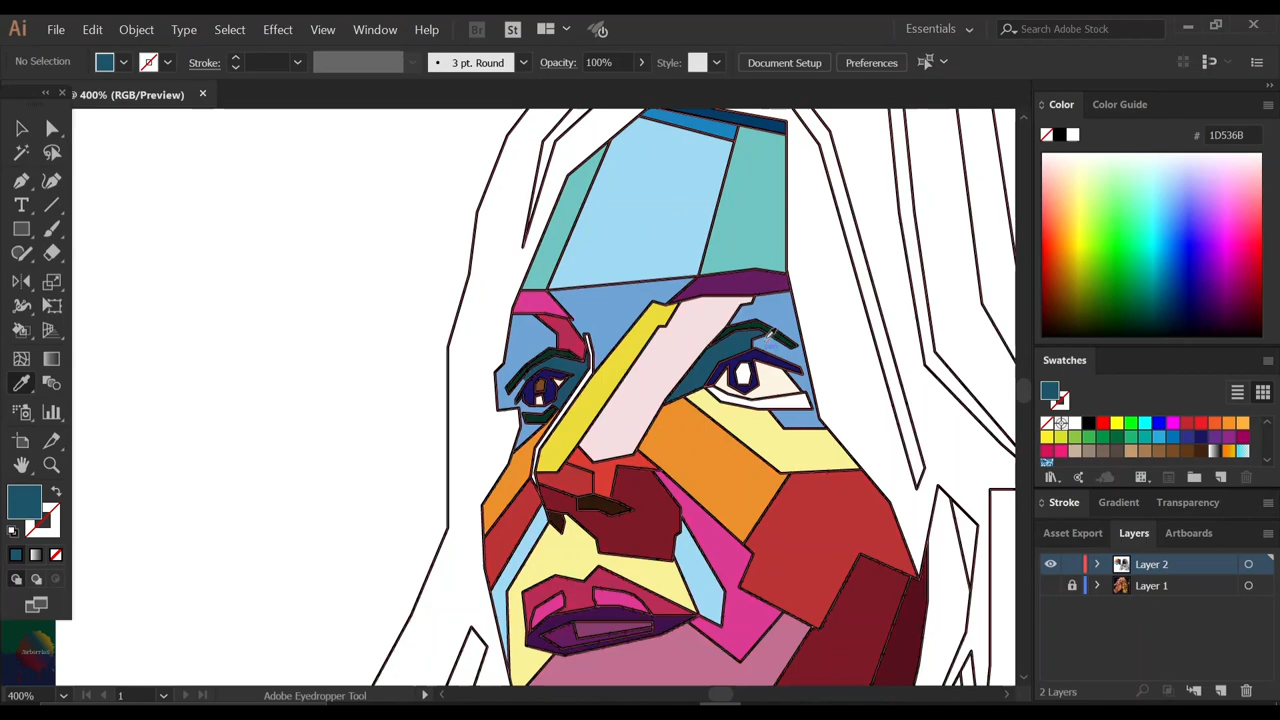 Ai File Edit Object Type Select Effect View Window Help Br St Essentials Search Adobe Stock
No Selection Stroke: 3 pt. Round Opacity: 100% Style: Document Setup Preferences
@ 400% (RGB/Preview)
Color Color Guide
# 1D536B
Swatches
Stroke Gradient Transparency
Asset Export Layers Artboards
Layer 2
Layer 1
2 Layers
400% 1 Adobe Eyedropper Tool